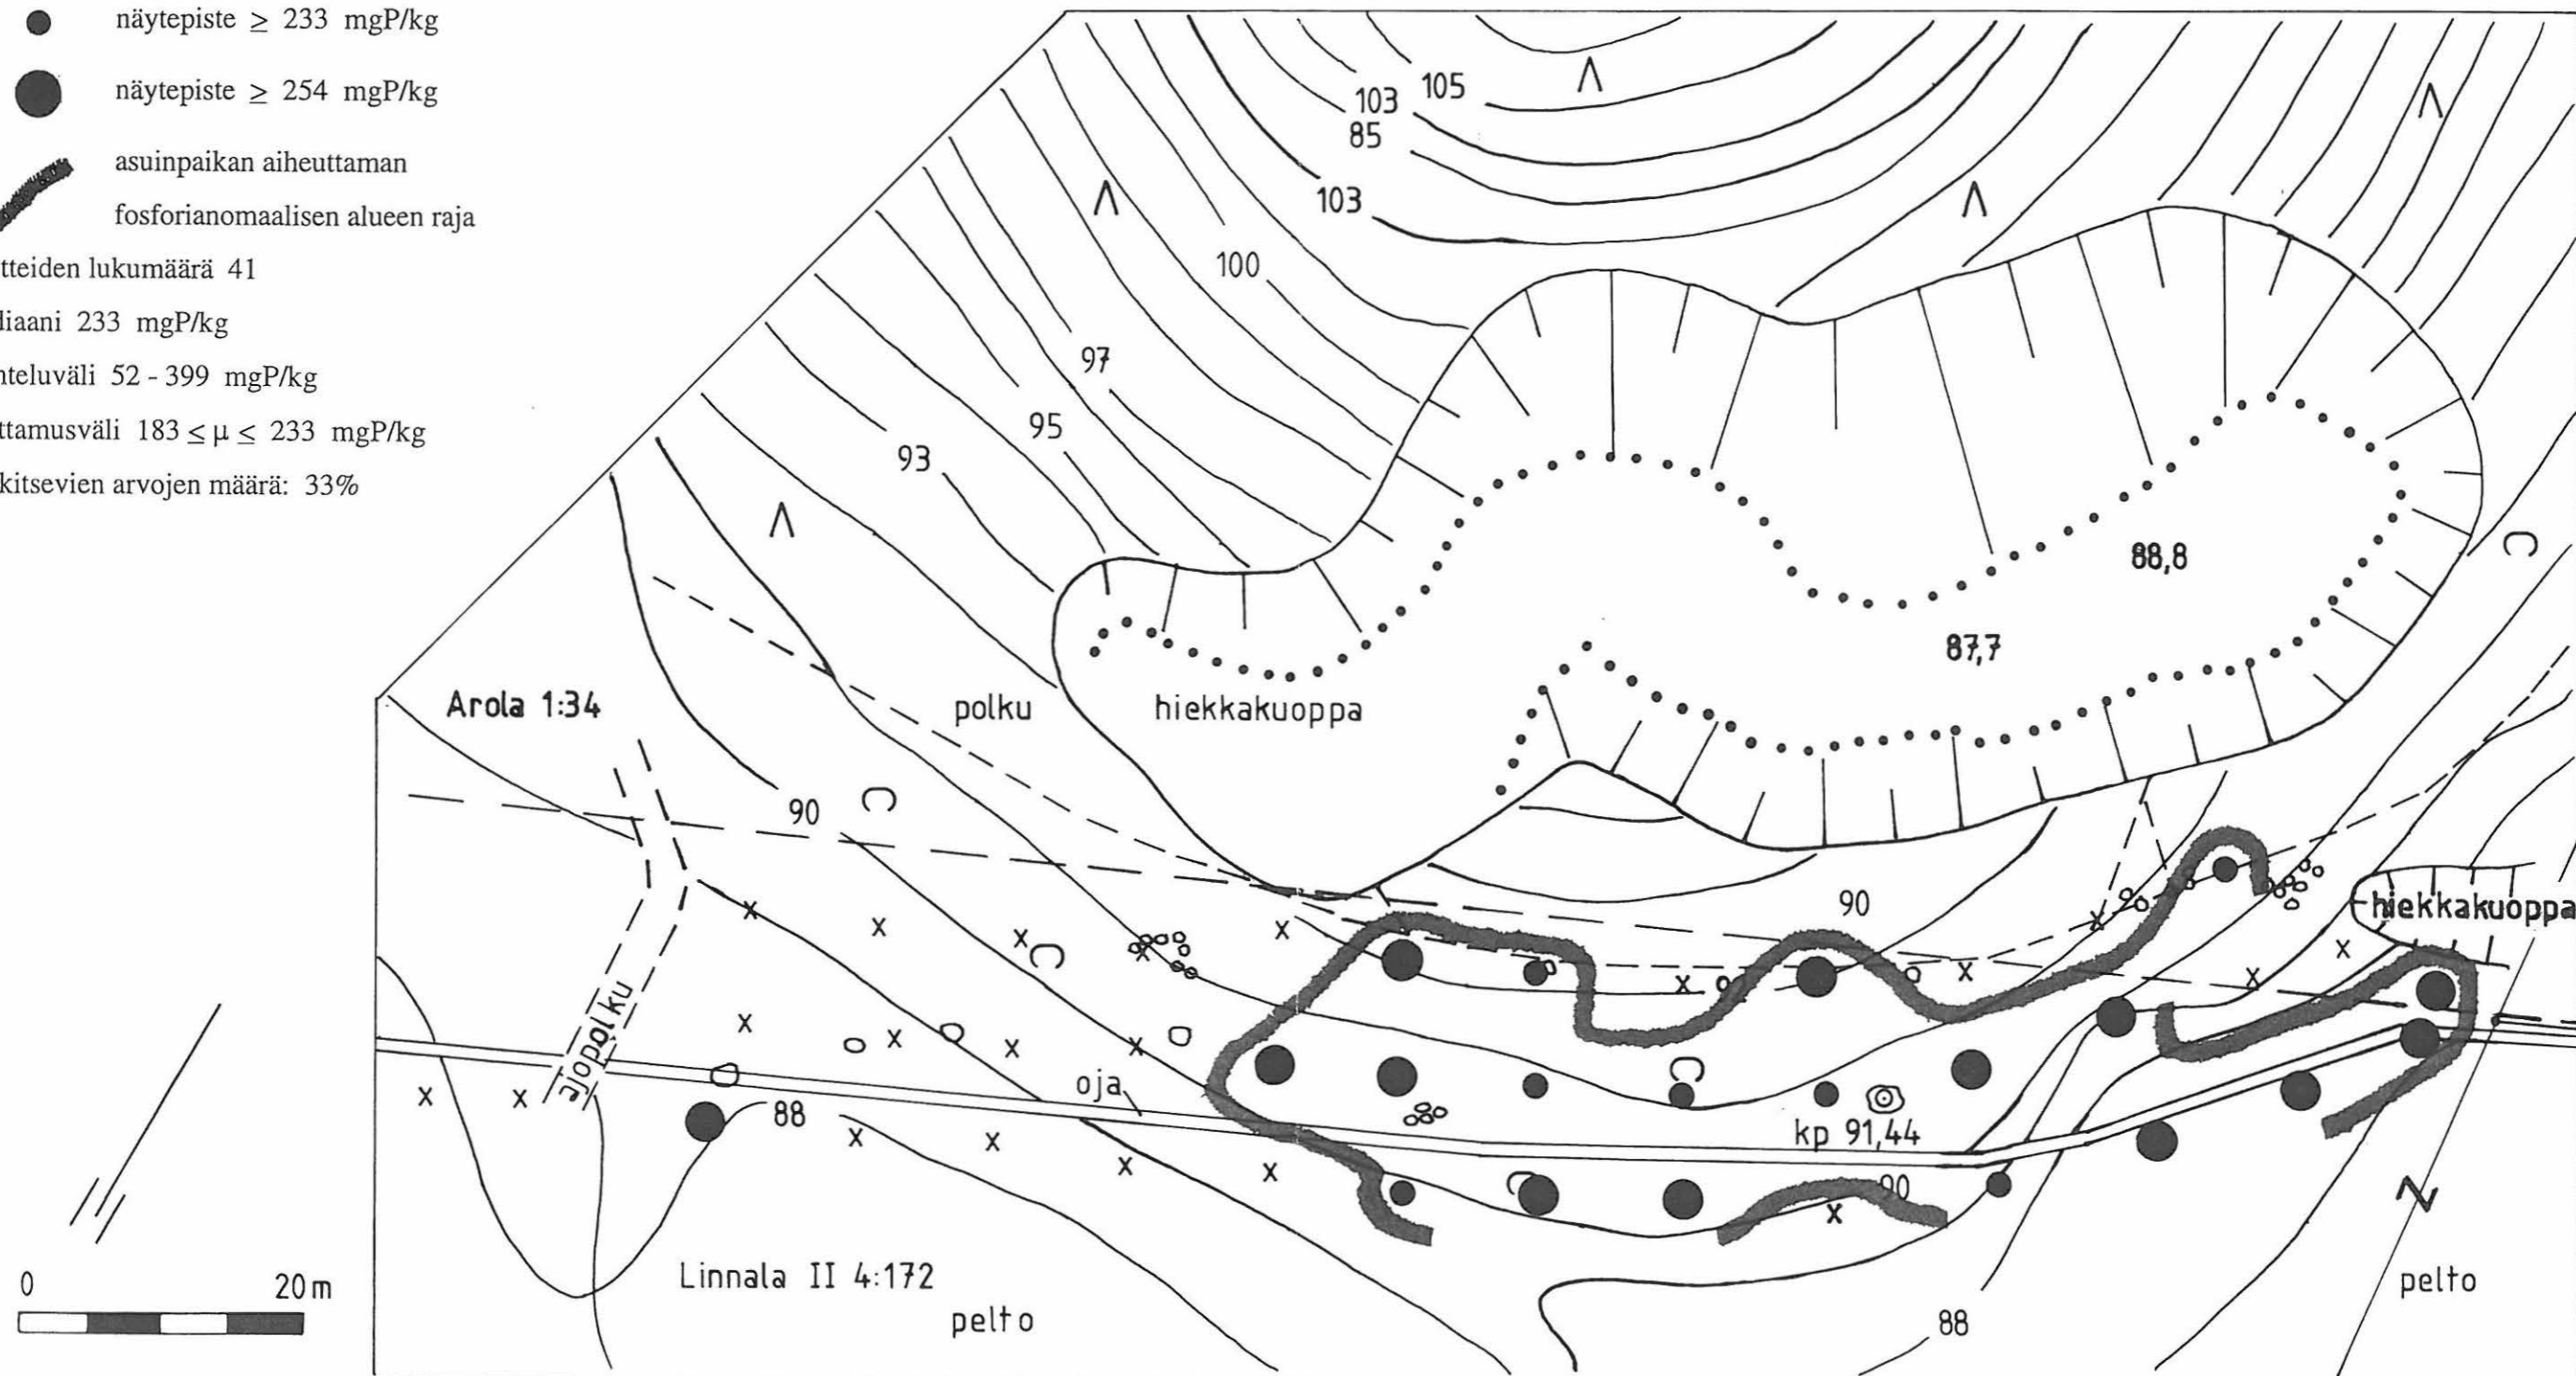 näytepiste ≥ 233 mgP/kg
näytepiste ≥ 254 mgP/kg
asuinpaikan aiheuttaman
fosforianomaalisen alueen raja
tteiden lukumäärä 41
liaani 233 mgP/kg
nteluväli 52 - 399 mgP/kg
ttamusväli 183 ≤ µ ≤ 233 mgP/kg
kitsevien arvojen määrä: 33%
103
105
85
103
100
97
95
93
88,8
87,7
Arola 1:34
polku
hiekkakuoppa
90
90
hiekkakuoppa
ajopolku
oja
88
kp 91,44
90
N
Linnala II 4:172
pelto
pelto
88
0
20 m